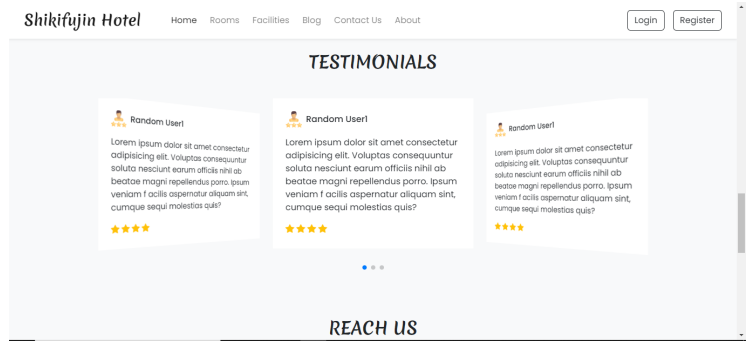 Shikifujin Hotel
Home Rooms Facilities Blog Contact Us About
Login Register
TESTIMONIALS
Random User1
Lorem ipsum dolor sit amet consectetur
adipisicing elit. Voluptas consequuntur
soluta nesciunt earum officiis nihil ab
beatae magni repellendus porro. Ipsum
veniam f acilis aspernatur aliquam sint,
cumque sequi molestias quis?
Random User1
Lorem ipsum dolor sit amet consectetur
adipisicing elit. Voluptas consequuntur
soluta nesciunt earum officiis nihil ab
beatae magni repellendus porro. Ipsum
veniam f acilis aspernatur aliquam sint,
cumque sequi molestias quis?
Random User1
Lorem ipsum dolor sit amet consectetur
adipisicing elit. Voluptas consequuntur
soluta nesciunt earum officiis nihil ab
beatae magni repellendus porro. Ipsum
veniam f acilis aspernatur aliquam sint,
cumque sequi molestias quis?
REACH US